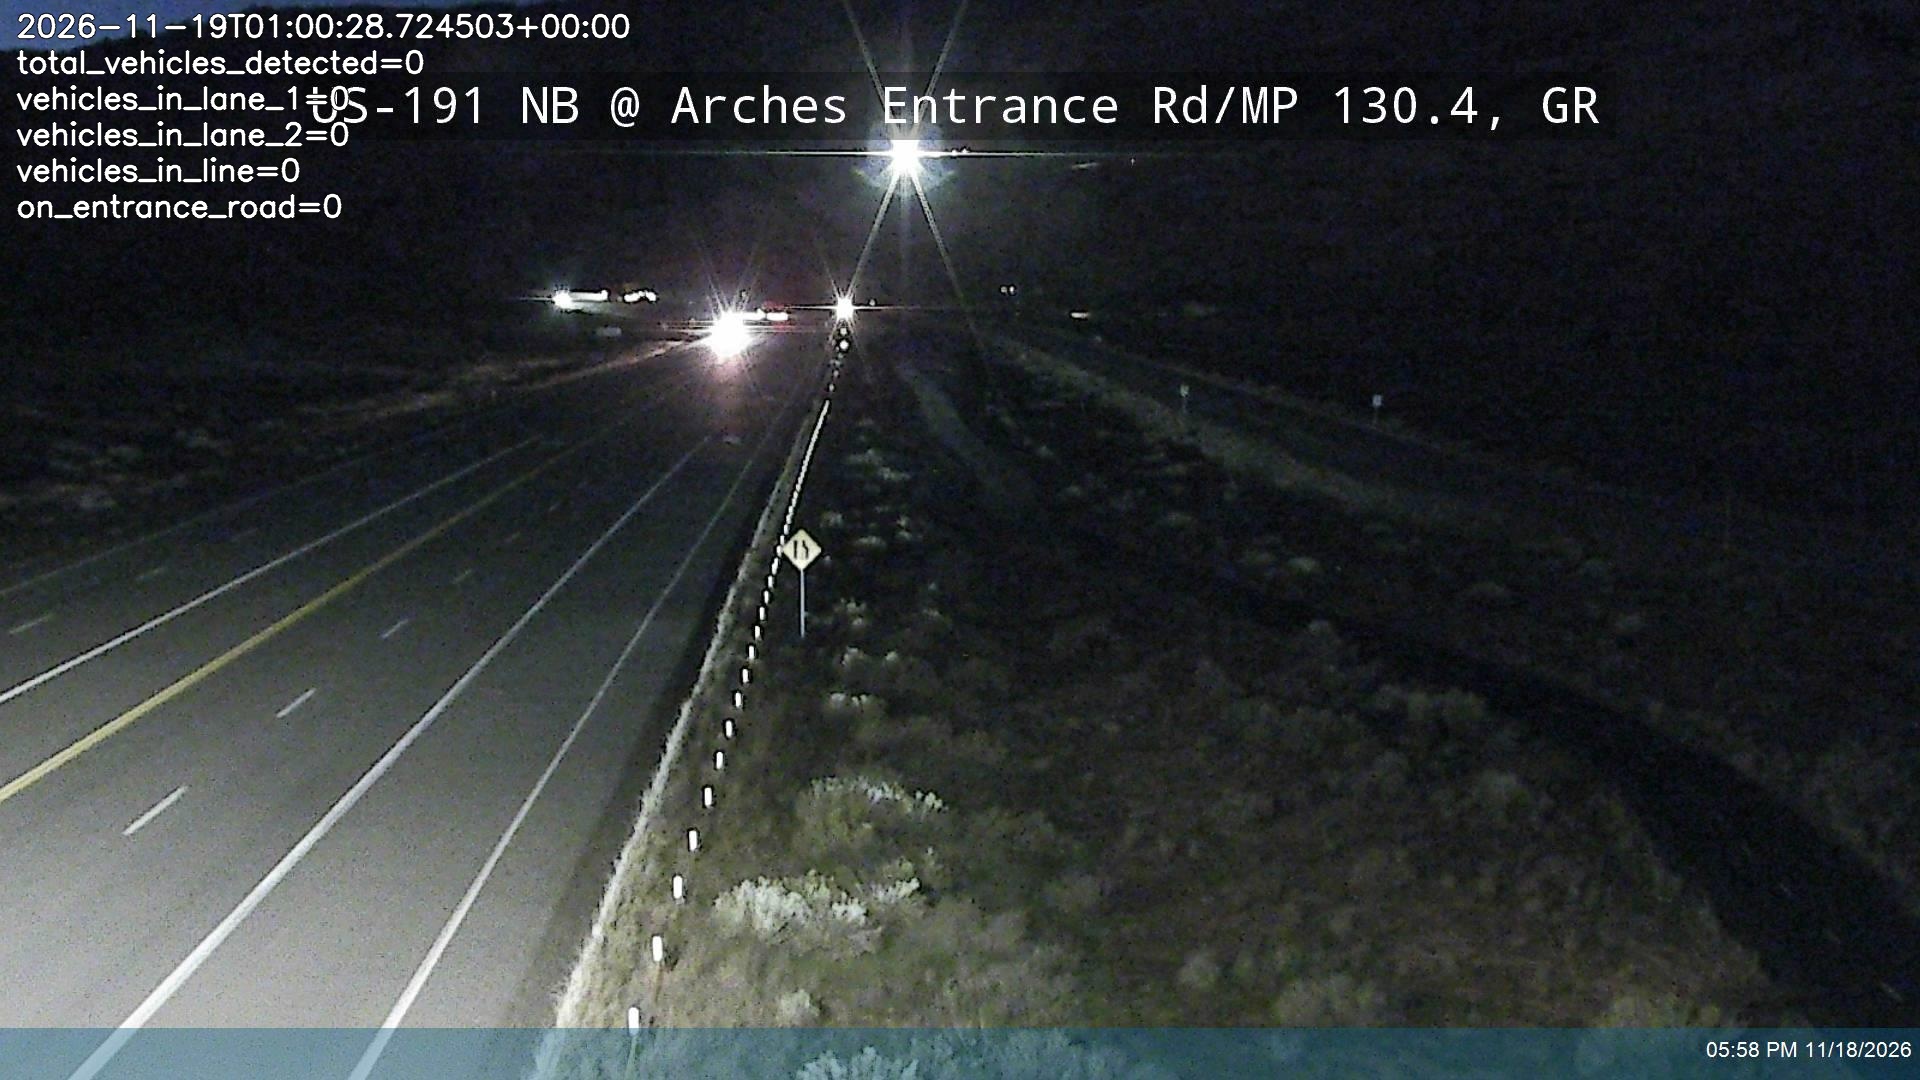 2026-11-19T01:00:28.724503+00:00
total_vehicles_detected=0
vehicles_in_lane_1=0
US-191 NB @ Arches Entrance Rd/MP 130.4, GR
vehicles_in_lane_2=0
vehicles_in_line=0
on_entrance_road=0
05:58 PM 11/18/2026